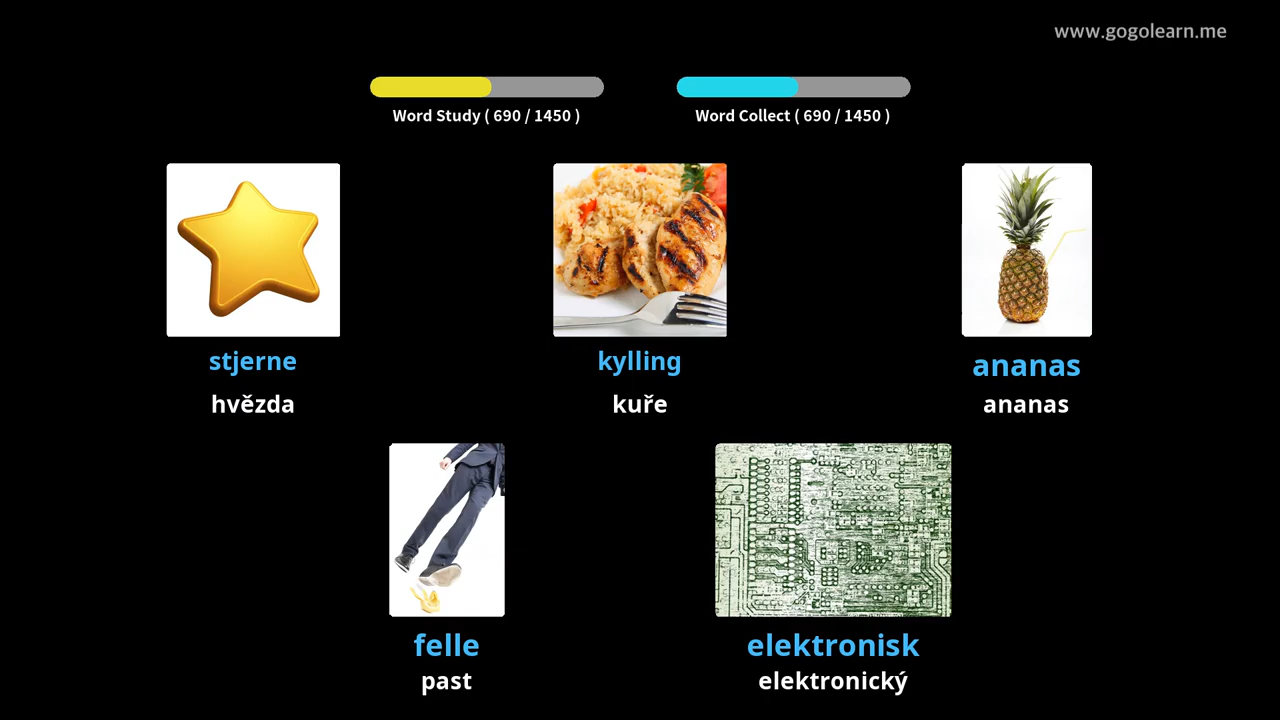 www.gogolearn.me
Word Study ( 690 / 1450 )
Word Collect ( 690 / 1450 )
stjerne
hvězda
kylling
kuře
ananas
ananas
felle
past
elektronisk
elektronický